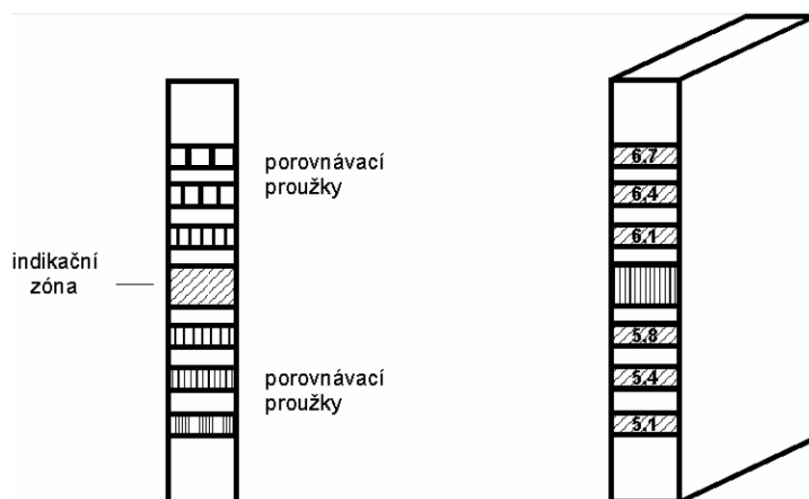 porovnávací
proužky
indikační
zóna
porovnávací
proužky
6.7
6.4
6.1
5.8
5.4
5.1